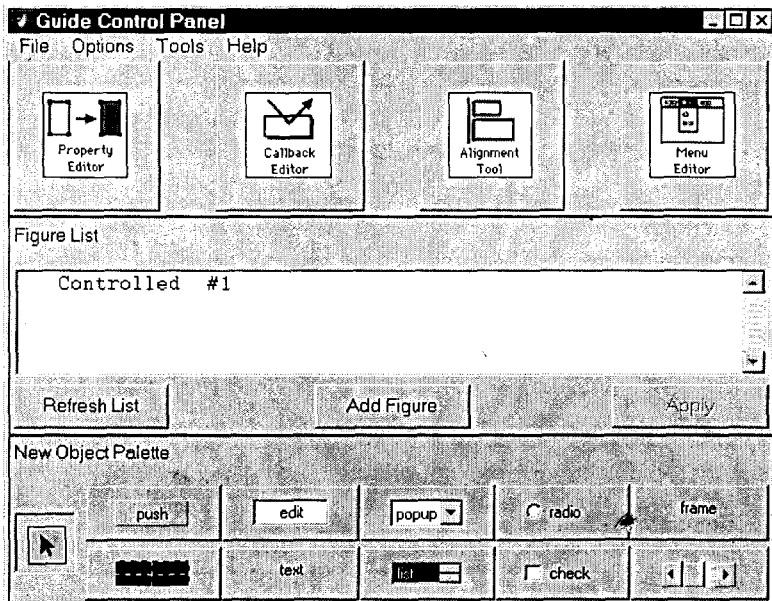 Guide Control Panel
File Options Tools Help
Property Editor
Callback Editor
Alignment Tool
Menu Editor
Figure List
Controlled #1
Refresh List
Add Figure
Apply
New Object Palette
push
edit
popup
radio
frame
text
list
check